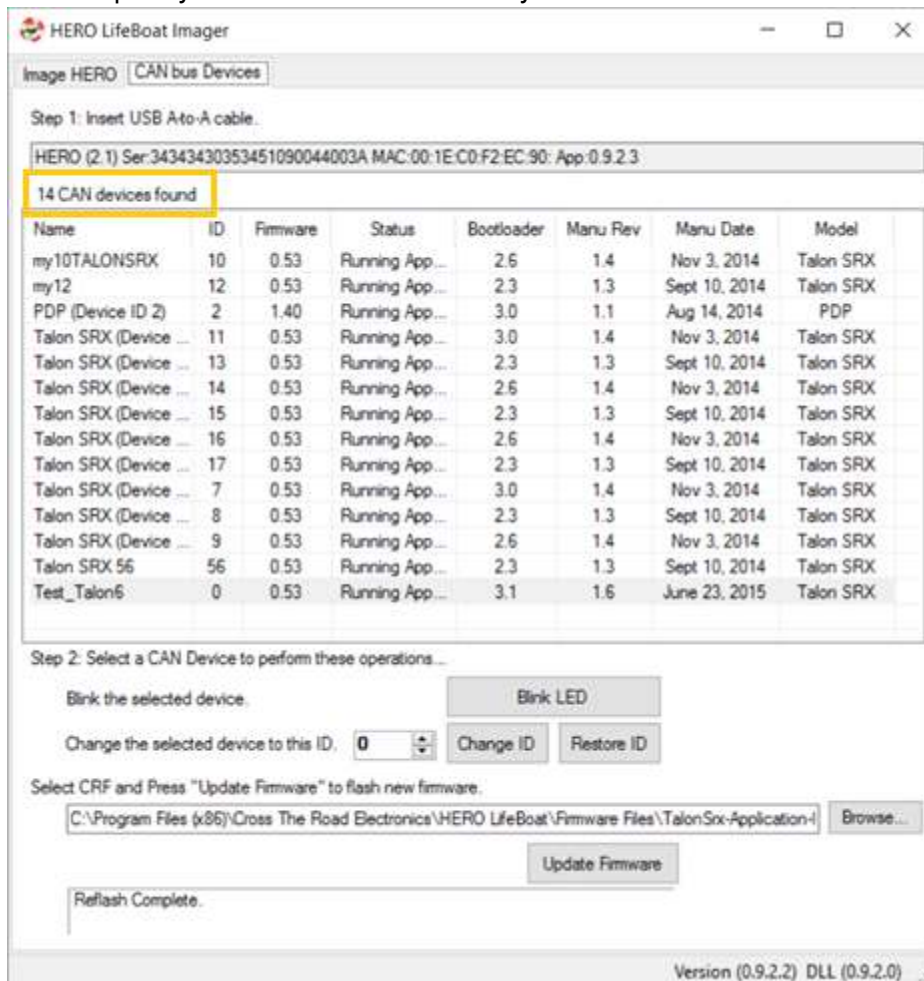 HERO LifeBoat Imager
Image HERO CAN bus Devices
Step 1: Insert USB A-to-A cable.
HERO (2.1) Ser:34343430353451090044003A MAC:00:1E:C0:F2:EC:90: App:0.9.2.3
14 CAN devices found
Name ID Firmware Status Bootloader Manu Rev Manu Date Model
my10TALONSRX 10 0.53 Running App... 2.6 1.4 Nov 3, 2014 Talon SRX
my12 12 0.53 Running App... 2.3 1.3 Sept 10, 2014 Talon SRX
PDP (Device ID 2) 2 1.40 Running App... 3.0 1.1 Aug 14, 2014 PDP
Talon SRX (Device ... 11 0.53 Running App... 3.0 1.4 Nov 3, 2014 Talon SRX
Talon SRX (Device ... 13 0.53 Running App... 2.3 1.3 Sept 10, 2014 Talon SRX
Talon SRX (Device ... 14 0.53 Running App... 2.6 1.4 Nov 3, 2014 Talon SRX
Talon SRX (Device ... 15 0.53 Running App... 2.3 1.3 Sept 10, 2014 Talon SRX
Talon SRX (Device ... 16 0.53 Running App... 2.6 1.4 Nov 3, 2014 Talon SRX
Talon SRX (Device ... 17 0.53 Running App... 2.3 1.3 Sept 10, 2014 Talon SRX
Talon SRX (Device ... 7 0.53 Running App... 3.0 1.4 Nov 3, 2014 Talon SRX
Talon SRX (Device ... 8 0.53 Running App... 2.3 1.3 Sept 10, 2014 Talon SRX
Talon SRX (Device ... 9 0.53 Running App... 2.6 1.4 Nov 3, 2014 Talon SRX
Talon SRX 56 56 0.53 Running App... 2.3 1.3 Sept 10, 2014 Talon SRX
Test_Talon6 0 0.53 Running App... 3.1 1.6 June 23, 2015 Talon SRX
Step 2: Select a CAN Device to perform these operations...
Blink the selected device. Blink LED
Change the selected device to this ID. 0 Change ID Restore ID
Select CRF and Press "Update Firmware" to flash new firmware.
C:\Program Files (x86)\Cross The Road Electronics\HERO LifeBoat\Firmware Files\TalonSrx-Application- Browse...
Update Firmware
Reflash Complete.
Version (0.9.2.2) DLL (0.9.2.0)